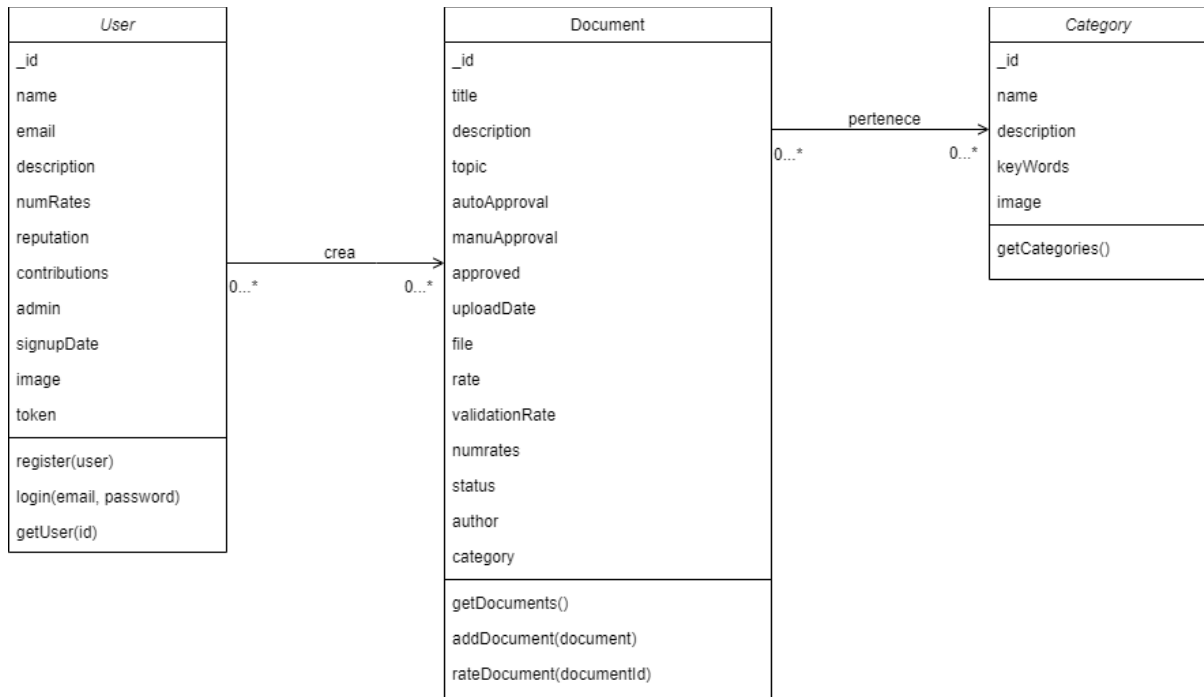 User
_id
name
email
description
numRates
reputation
contributions
admin
signupDate
image
token
register(user)
login(email, password)
getUser(id)
crea
0...*
0...*
Document
_id
title
description
topic
autoApproval
manuApproval
approved
uploadDate
file
rate
validationRate
numrates
status
author
category
getDocuments()
addDocument(document)
rateDocument(documentId)
pertenece
0...*
0...*
Category
_id
name
description
keyWords
image
getCategories()